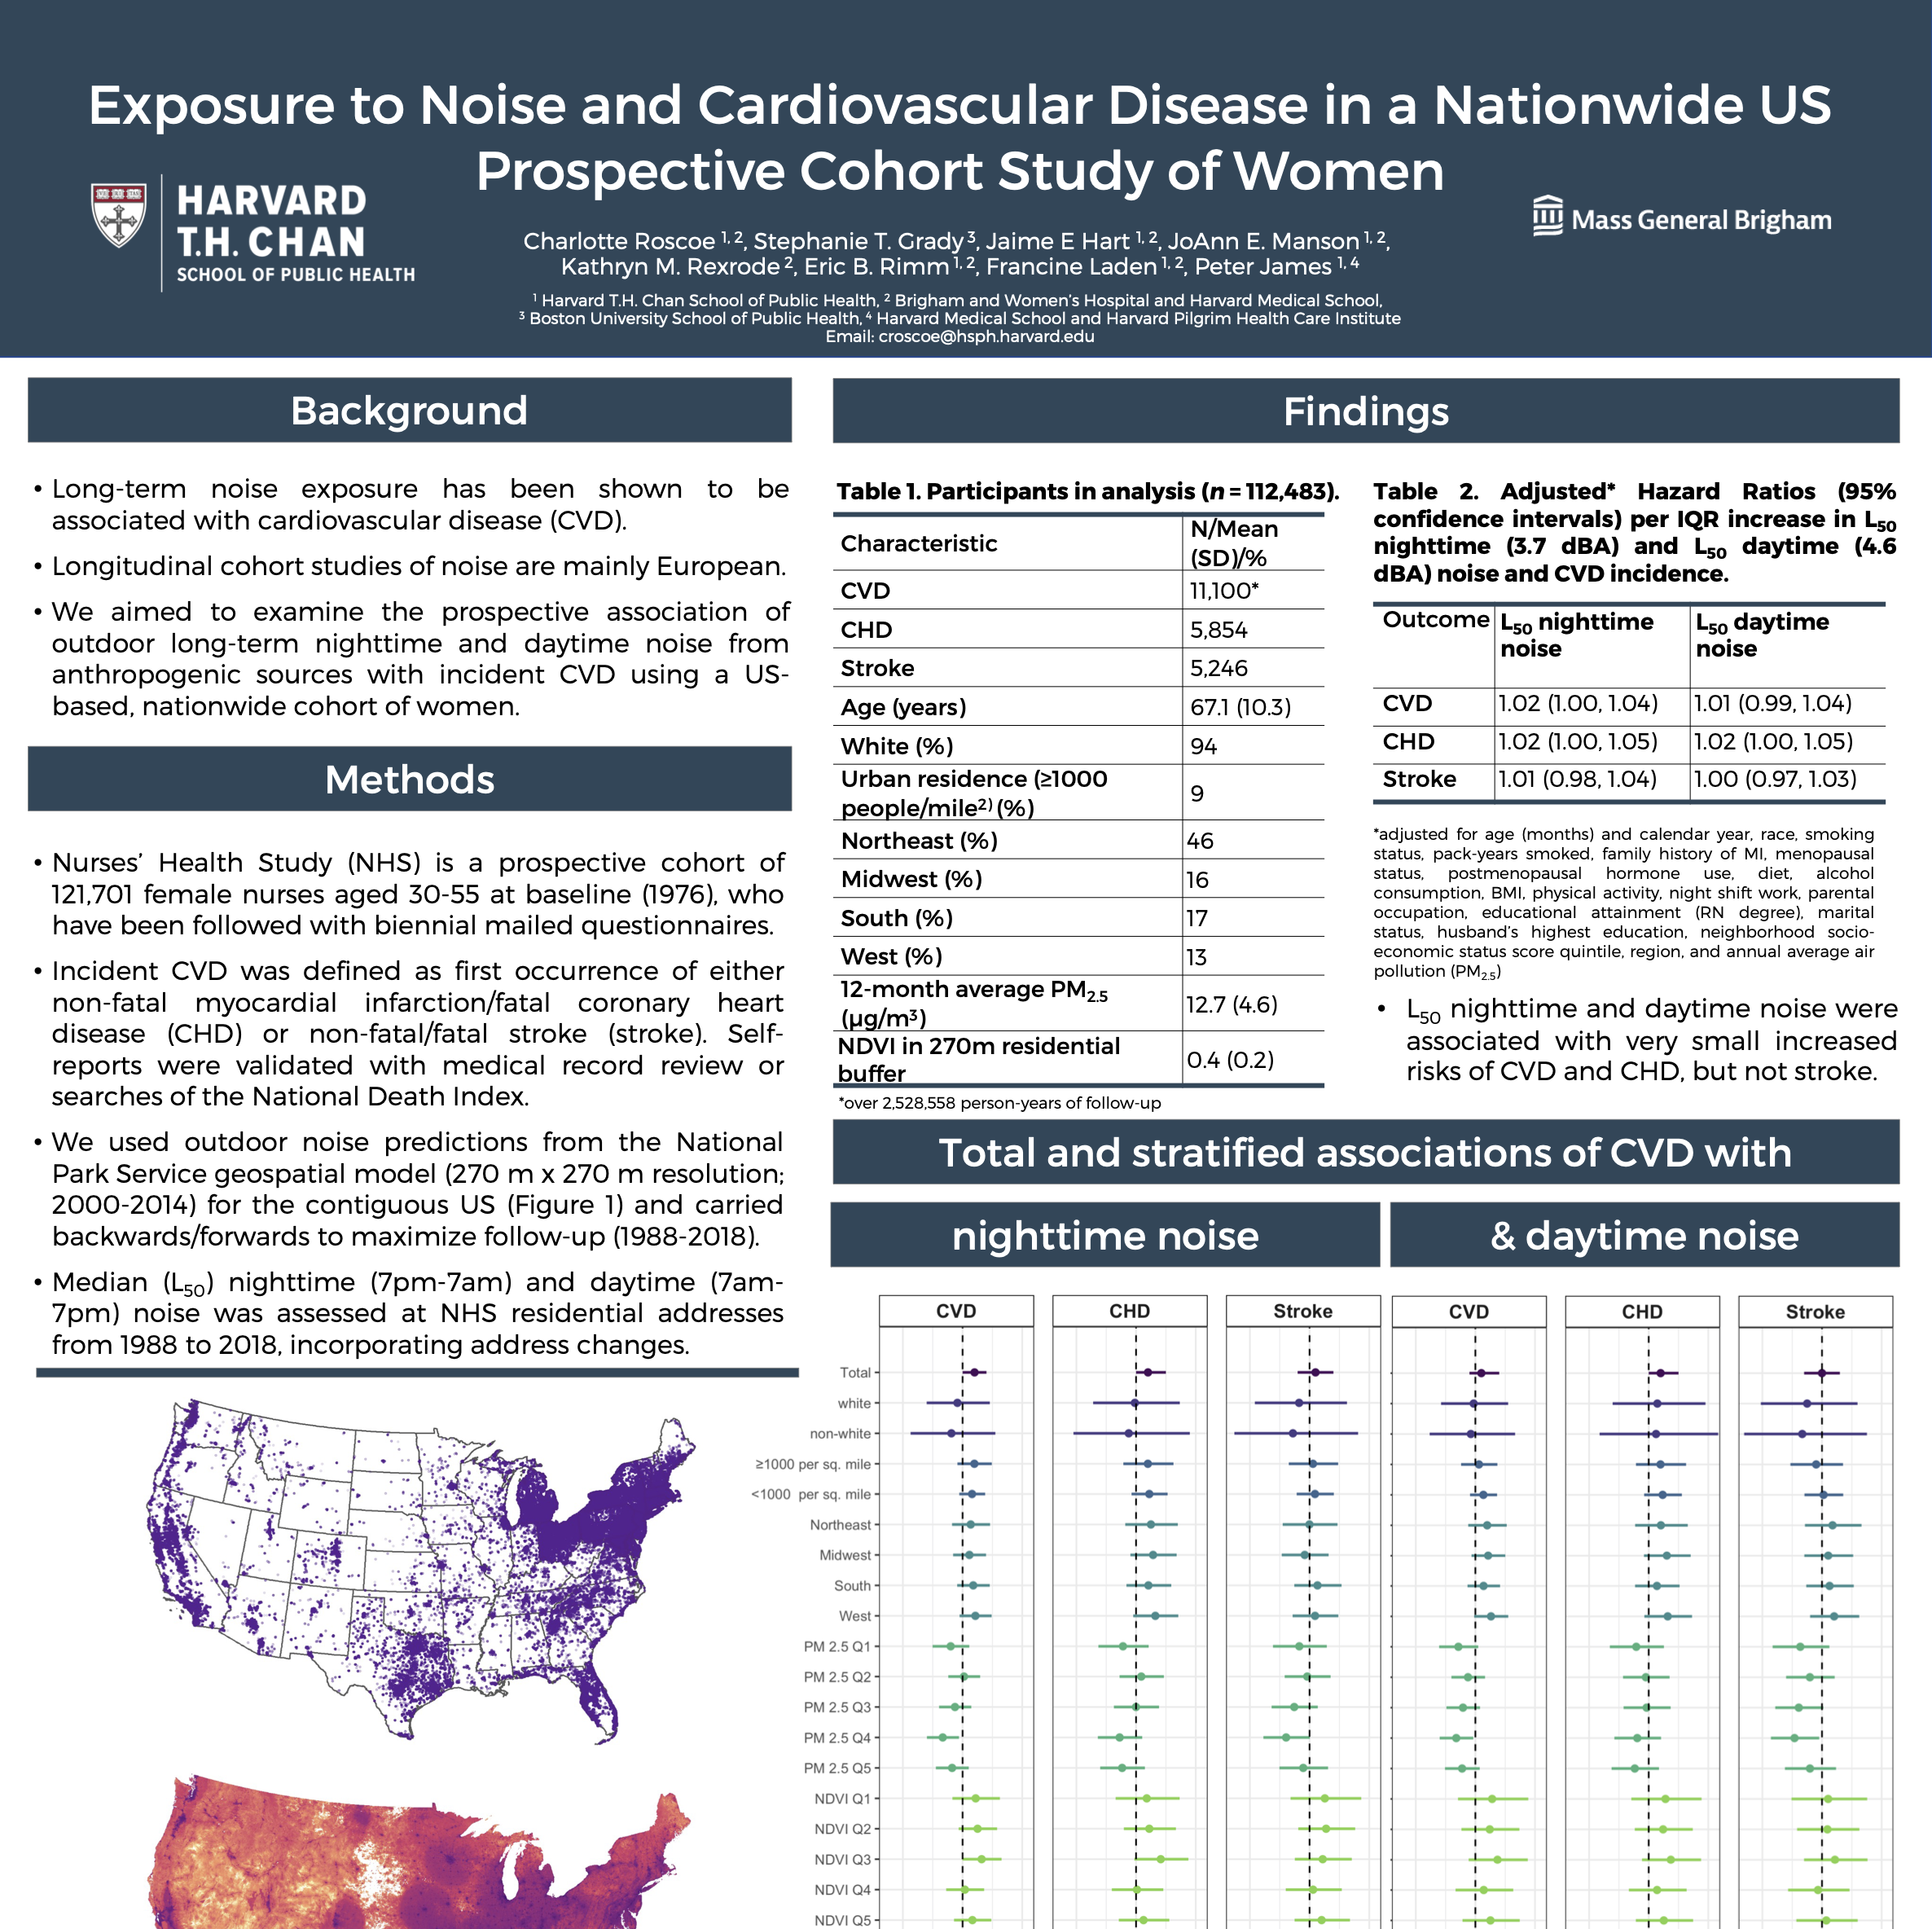 Exposure to Noise and Cardiovascular Disease in a Nationwide US
Prospective Cohort Study of Women
HARVARD
T.H. CHAN
SCHOOL OF PUBLIC HEALTH
Mass General Brigham
Charlotte Roscoe 1, 2, Stephanie T. Grady 3, Jaime E Hart 1, 2, JoAnn E. Manson 1, 2,
Kathryn M. Rexrode 2, Eric B. Rimm 1, 2, Francine Laden 1, 2, Peter James 1, 4
1 Harvard T.H. Chan School of Public Health, 2 Brigham and Women's Hospital and Harvard Medical School,
3 Boston University School of Public Health, 4 Harvard Medical School and Harvard Pilgrim Health Care Institute
Email: croscoe@hsph.harvard.edu
Background
• Long-term noise exposure has been shown to be
associated with cardiovascular disease (CVD).
• Longitudinal cohort studies of noise are mainly European.
• We aimed to examine the prospective association of
outdoor long-term nighttime and daytime noise from
anthropogenic sources with incident CVD using a US-
based, nationwide cohort of women.
Methods
• Nurses' Health Study (NHS) is a prospective cohort of
121,701 female nurses aged 30-55 at baseline (1976), who
have been followed with biennial mailed questionnaires.
• Incident CVD was defined as first occurrence of either
non-fatal myocardial infarction/fatal coronary heart
disease (CHD) or non-fatal/fatal stroke (stroke). Self-
reports were validated with medical record review or
searches of the National Death Index.
• We used outdoor noise predictions from the National
Park Service geospatial model (270 m x 270 m resolution;
2000-2014) for the contiguous US (Figure 1) and carried
backwards/forwards to maximize follow-up (1988-2018).
• Median (L50) nighttime (7pm-7am) and daytime (7am-
7pm) noise was assessed at NHS residential addresses
from 1988 to 2018, incorporating address changes.
Findings
Table 1. Participants in analysis (n = 112,483).
Characteristic N/Mean
(SD)/%
CVD 11,100*
CHD 5,854
Stroke 5,246
Age (years) 67.1 (10.3)
White (%) 94
Urban residence (≥1000
people/mile2) (%) 9
Northeast (%) 46
Midwest (%) 16
South (%) 17
West (%) 13
12-month average PM2.5
(µg/m3) 12.7 (4.6)
NDVI in 270m residential
buffer 0.4 (0.2)
*over 2,528,558 person-years of follow-up
Table 2. Adjusted* Hazard Ratios (95%
confidence intervals) per IQR increase in L50
nighttime (3.7 dBA) and L50 daytime (4.6
dBA) noise and CVD incidence.
Outcome L50 nighttime noise L50 daytime noise
CVD 1.02 (1.00, 1.04) 1.01 (0.99, 1.04)
CHD 1.02 (1.00, 1.05) 1.02 (1.00, 1.05)
Stroke 1.01 (0.98, 1.04) 1.00 (0.97, 1.03)
*adjusted for age (months) and calendar year, race, smoking
status, pack-years smoked, family history of MI, menopausal
status, postmenopausal hormone use, diet, alcohol
consumption, BMI, physical activity, night shift work, parental
occupation, educational attainment (RN degree), marital
status, husband's highest education, neighborhood socio-
economic status score quintile, region, and annual average air
pollution (PM2.5)
• L50 nighttime and daytime noise were
associated with very small increased
risks of CVD and CHD, but not stroke.
Total and stratified associations of CVD with
nighttime noise & daytime noise
CVD CHD Stroke CVD CHD Stroke
Total
white
non-white
≥1000 per sq. mile
<1000 per sq. mile
Northeast
Midwest
South
West
PM 2.5 Q1
PM 2.5 Q2
PM 2.5 Q3
PM 2.5 Q4
PM 2.5 Q5
NDVI Q1
NDVI Q2
NDVI Q3
NDVI Q4
NDVI Q5